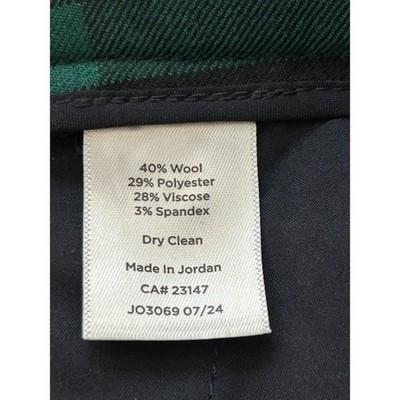 40% Wool
29% Polyester
28% Viscose
3% Spandex
Dry Clean
Made In Jordan
CA# 23147
JO3069 07/24